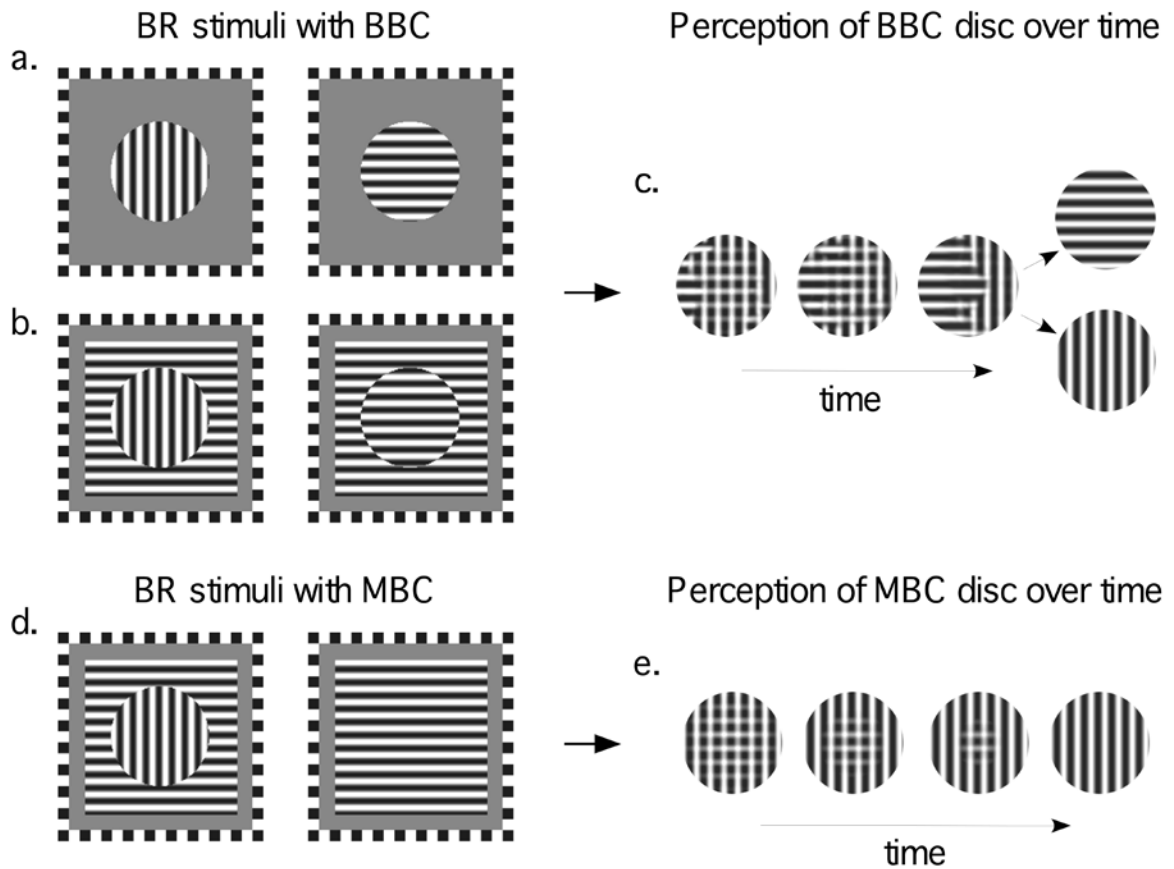 BR stimuli with BBC
Perception of BBC disc over time
a.
c.
b.
time
BR stimuli with MBC
Perception of MBC disc over time
d.
e.
time